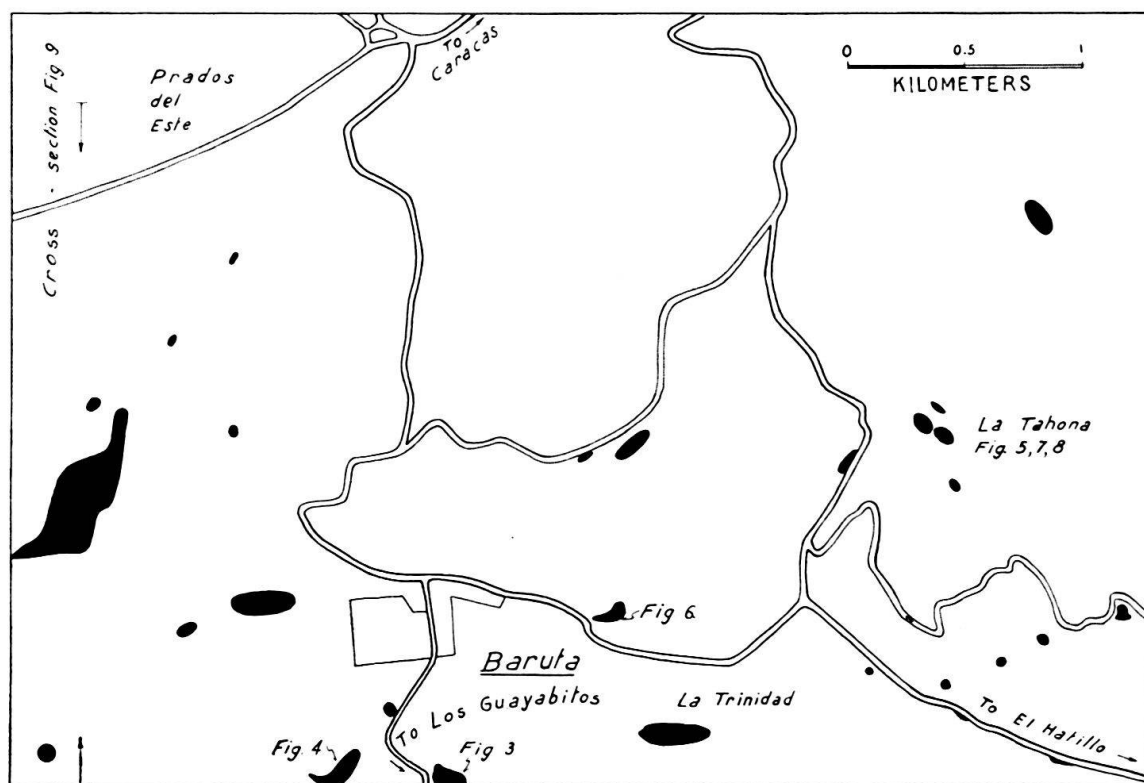 Cross - section Fig 9
Prados
del
Este
To
Caracas
0 0.5 1
KILOMETERS
La Tahona
Fig. 5,7,8
Fig 6
Baruta
To Los Guayabitos
La Trinidad
To El Hatillo
Fig. 4
Fig 3